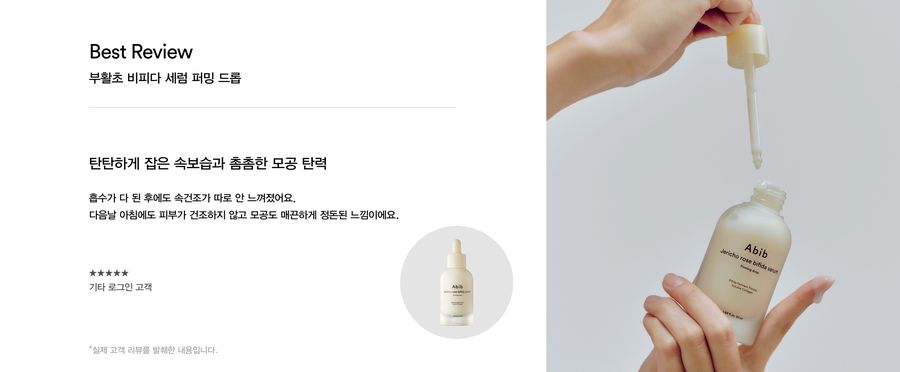 Best Review
부활초 비피다 세럼 퍼밍 드롭
탄탄하게 잡은 속보습과 촘촘한 모공 탄력
흡수가 다 된 후에도 속건조가 따로 안 느껴졌어요.
다음날 아침에도 피부가 건조하지 않고 모공도 매끈하게 정돈된 느낌이에요.
★★★★★
기타 로그인 고객
*실제 고객 리뷰를 발췌한 내용입니다.
Abib
Abib
Jericho rose bifida serum
Firming drop